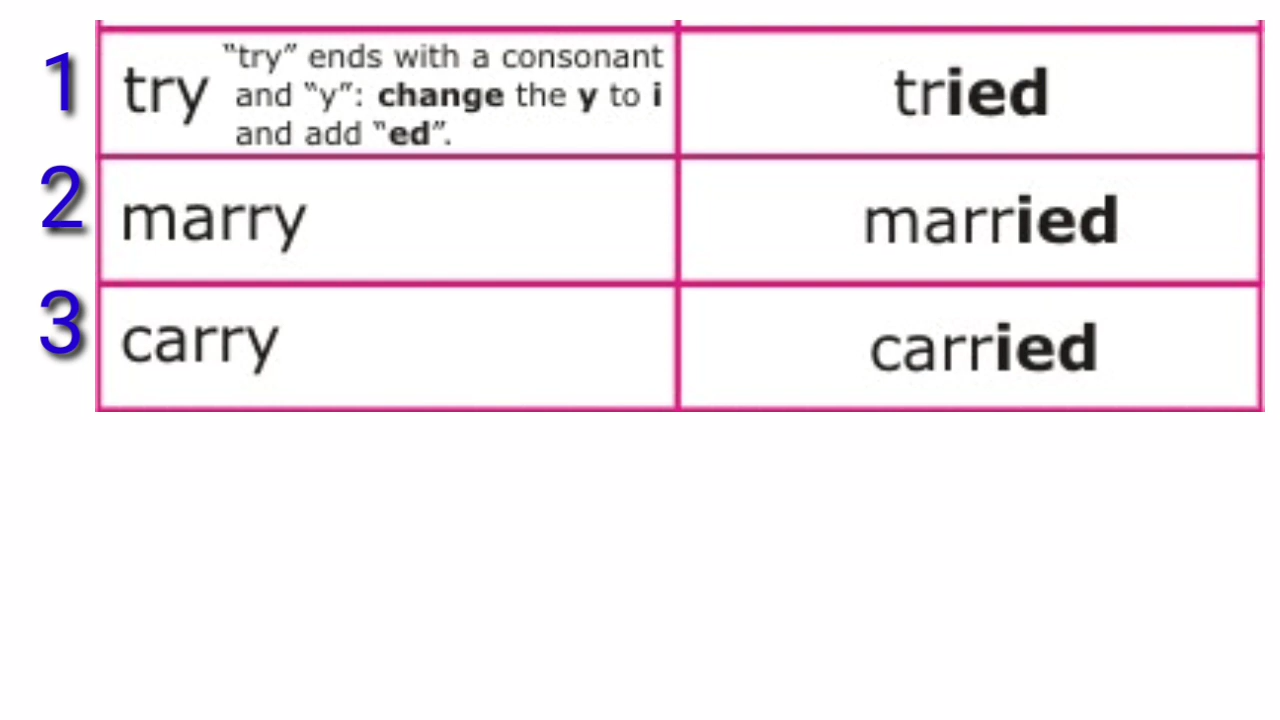 1
try
“try” ends with a consonant
and “y”: change the y to i
and add “ed”.
tried
2
marry
married
3
carry
carried